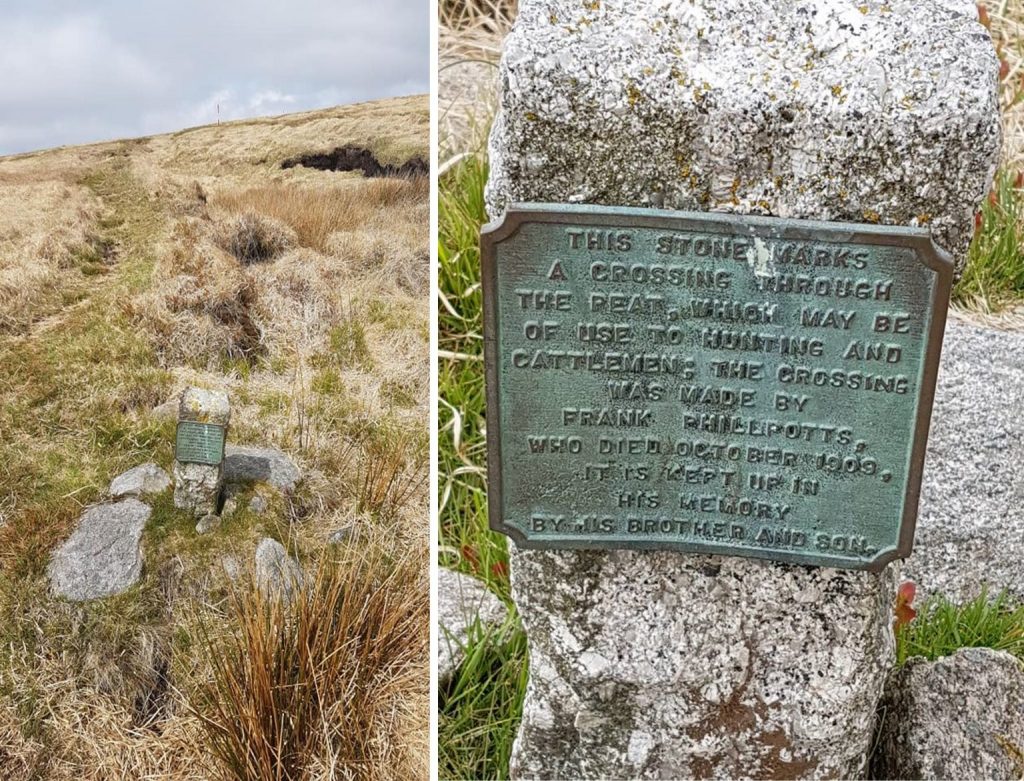 THIS STONE MARKS
A CROSSING THROUGH
THE PEAT, WHICH MAY BE
OF USE TO HUNTING AND
CATTLEMEN; THE CROSSING
WAS MADE BY
FRANK PHILLPOTTS,
WHO DIED OCTOBER 1909,
IT IS KEPT UP IN
HIS MEMORY
BY HIS BROTHER AND SON.